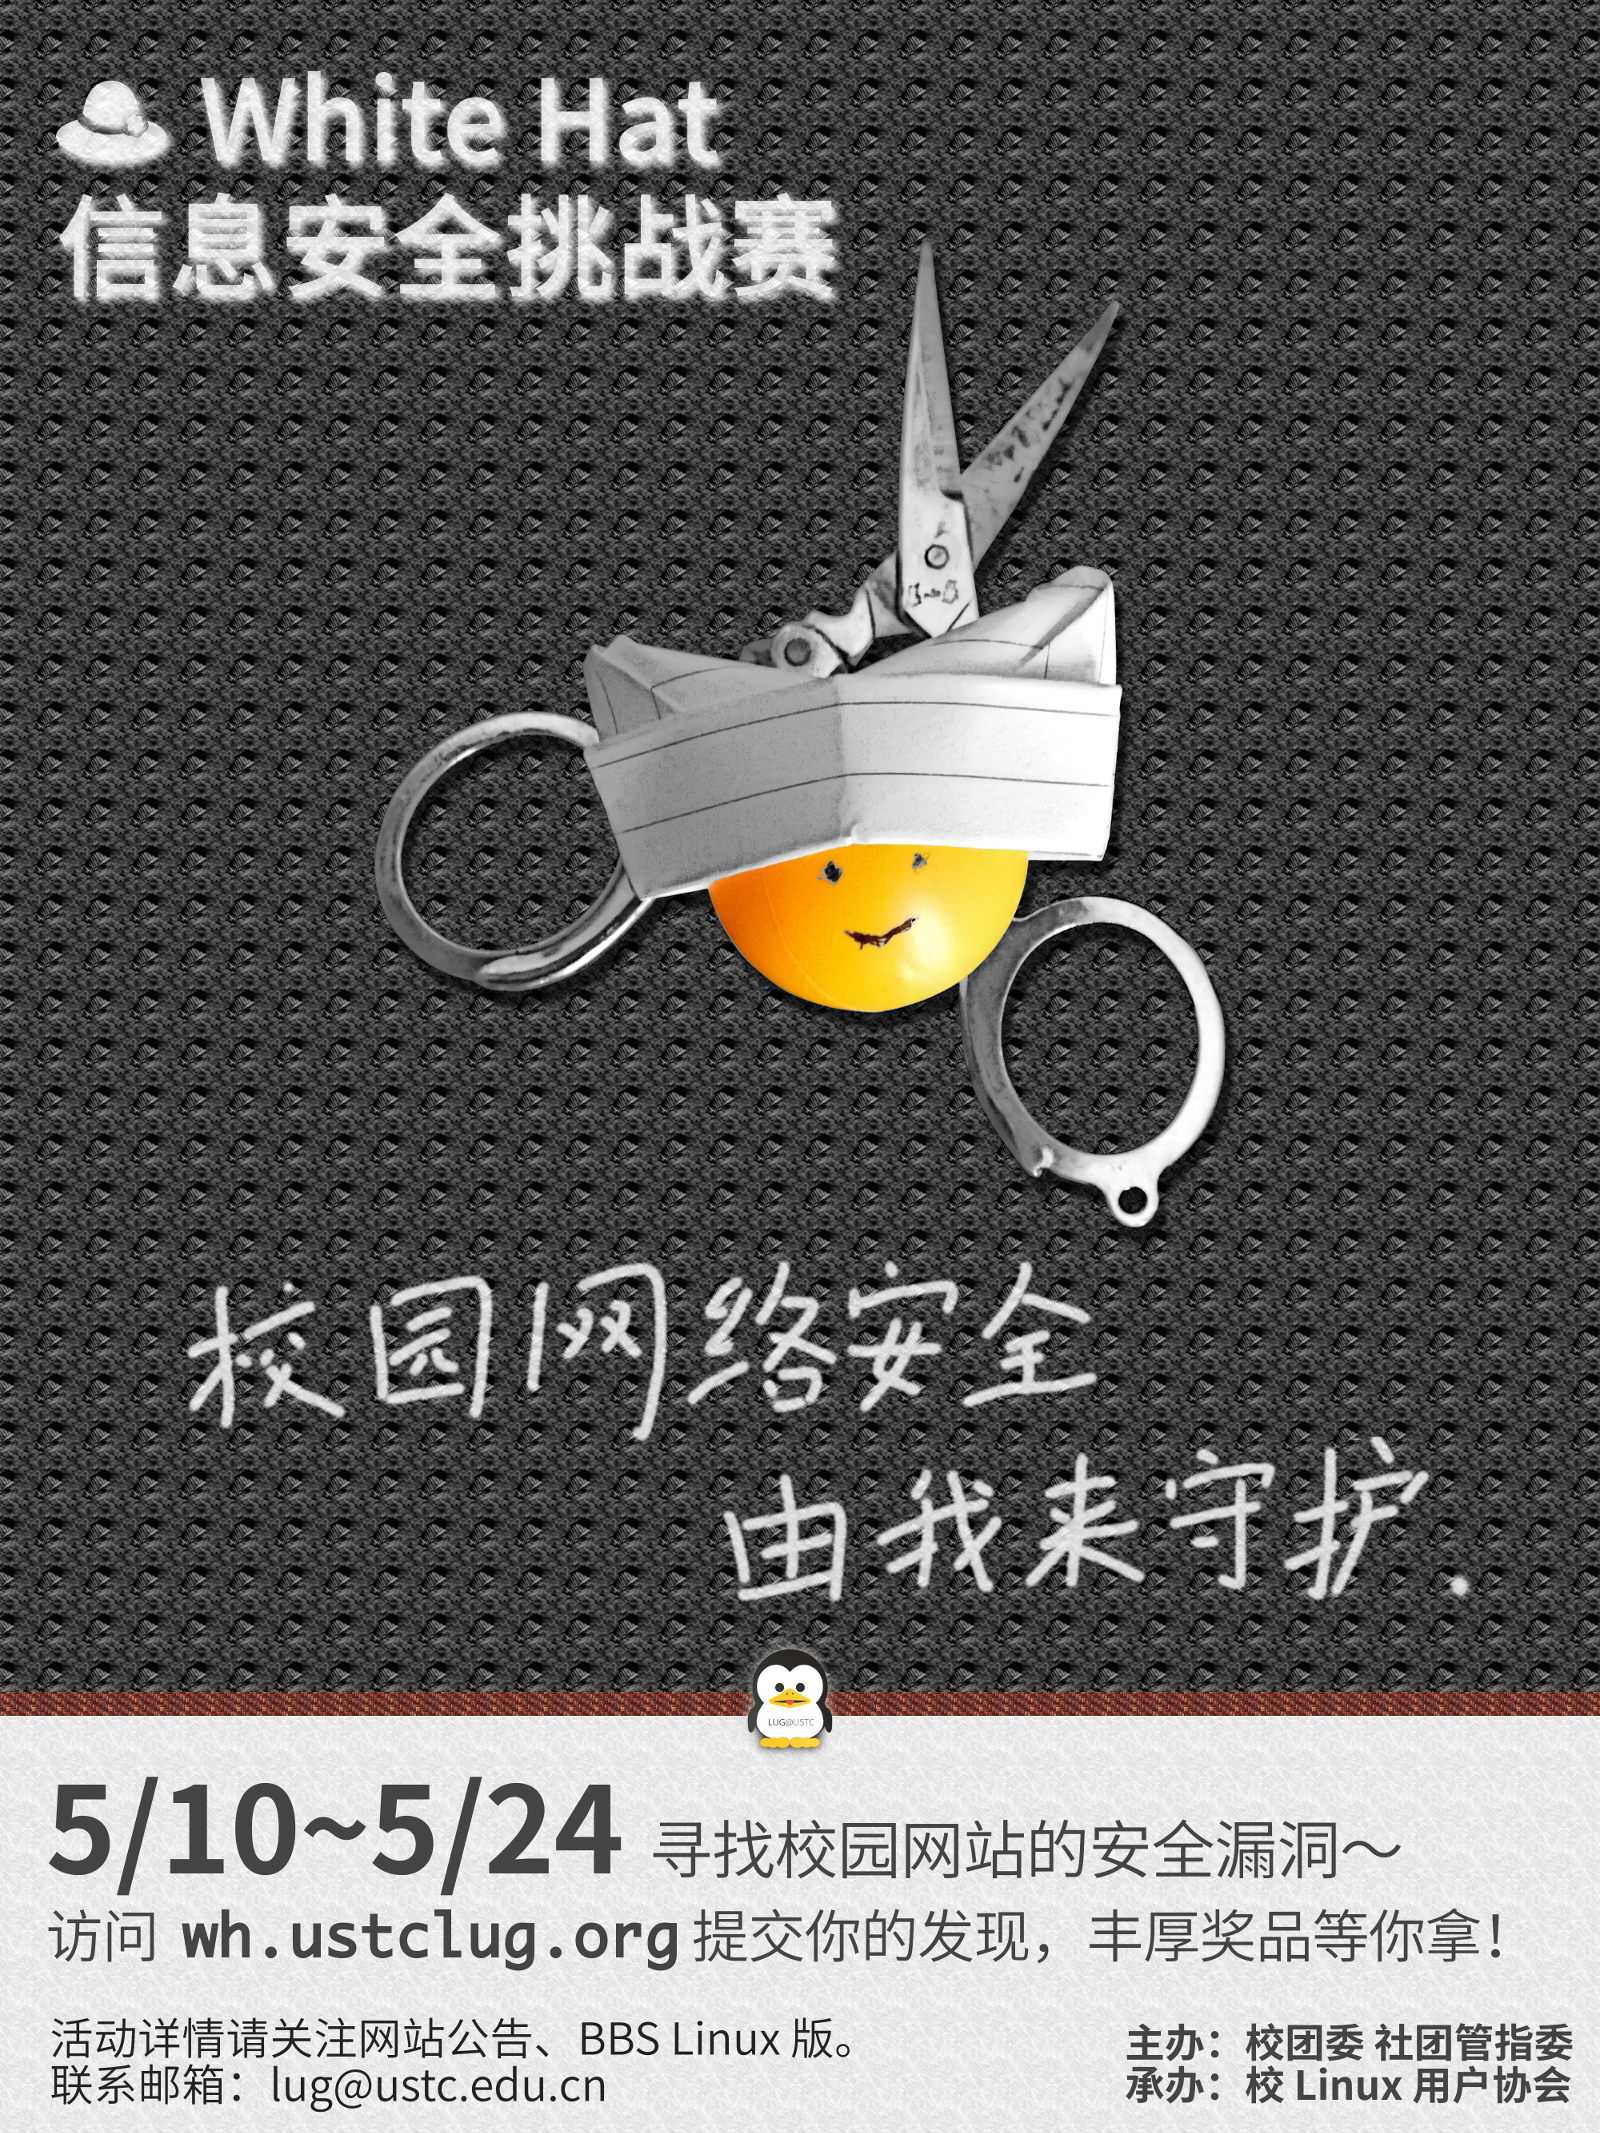 White Hat
信息安全挑战赛
校园网络安全
由我来守护.
LUG@USTC
5/10~5/24 寻找校园网站的安全漏洞～
访问 wh.ustclug.org 提交你的发现，丰厚奖品等你拿！
活动详情请关注网站公告、BBS Linux 版。
联系邮箱：lug@ustc.edu.cn
主办：校团委 社团管指委
承办：校 Linux 用户协会